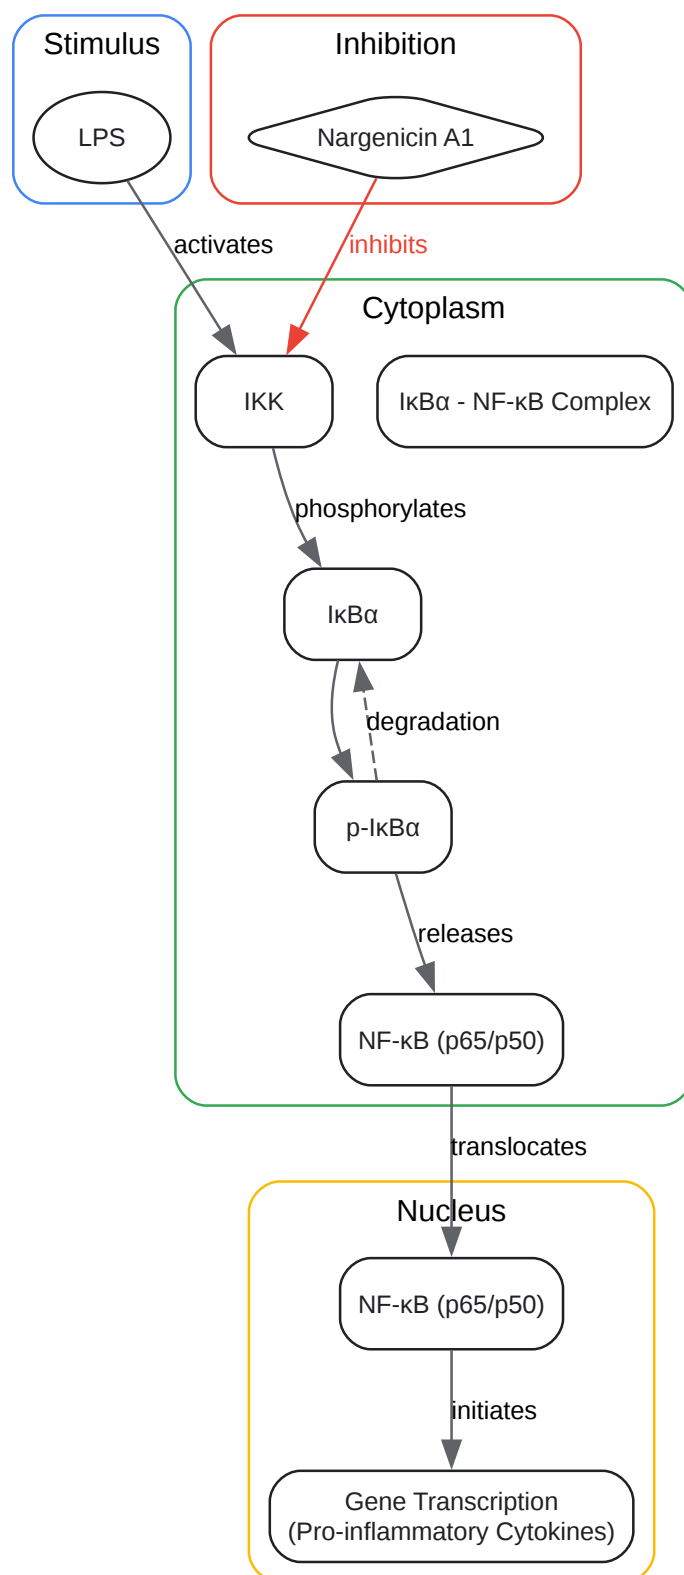 Stimulus
Inhibition
LPS
Nargenicin A1
activates
inhibits
Cytoplasm
IKK
IκBα - NF-κB Complex
phosphorylates
IκBα
degradation
p-IκBα
releases
NF-κB (p65/p50)
translocates
Nucleus
NF-κB (p65/p50)
initiates
Gene Transcription
(Pro-inflammatory Cytokines)